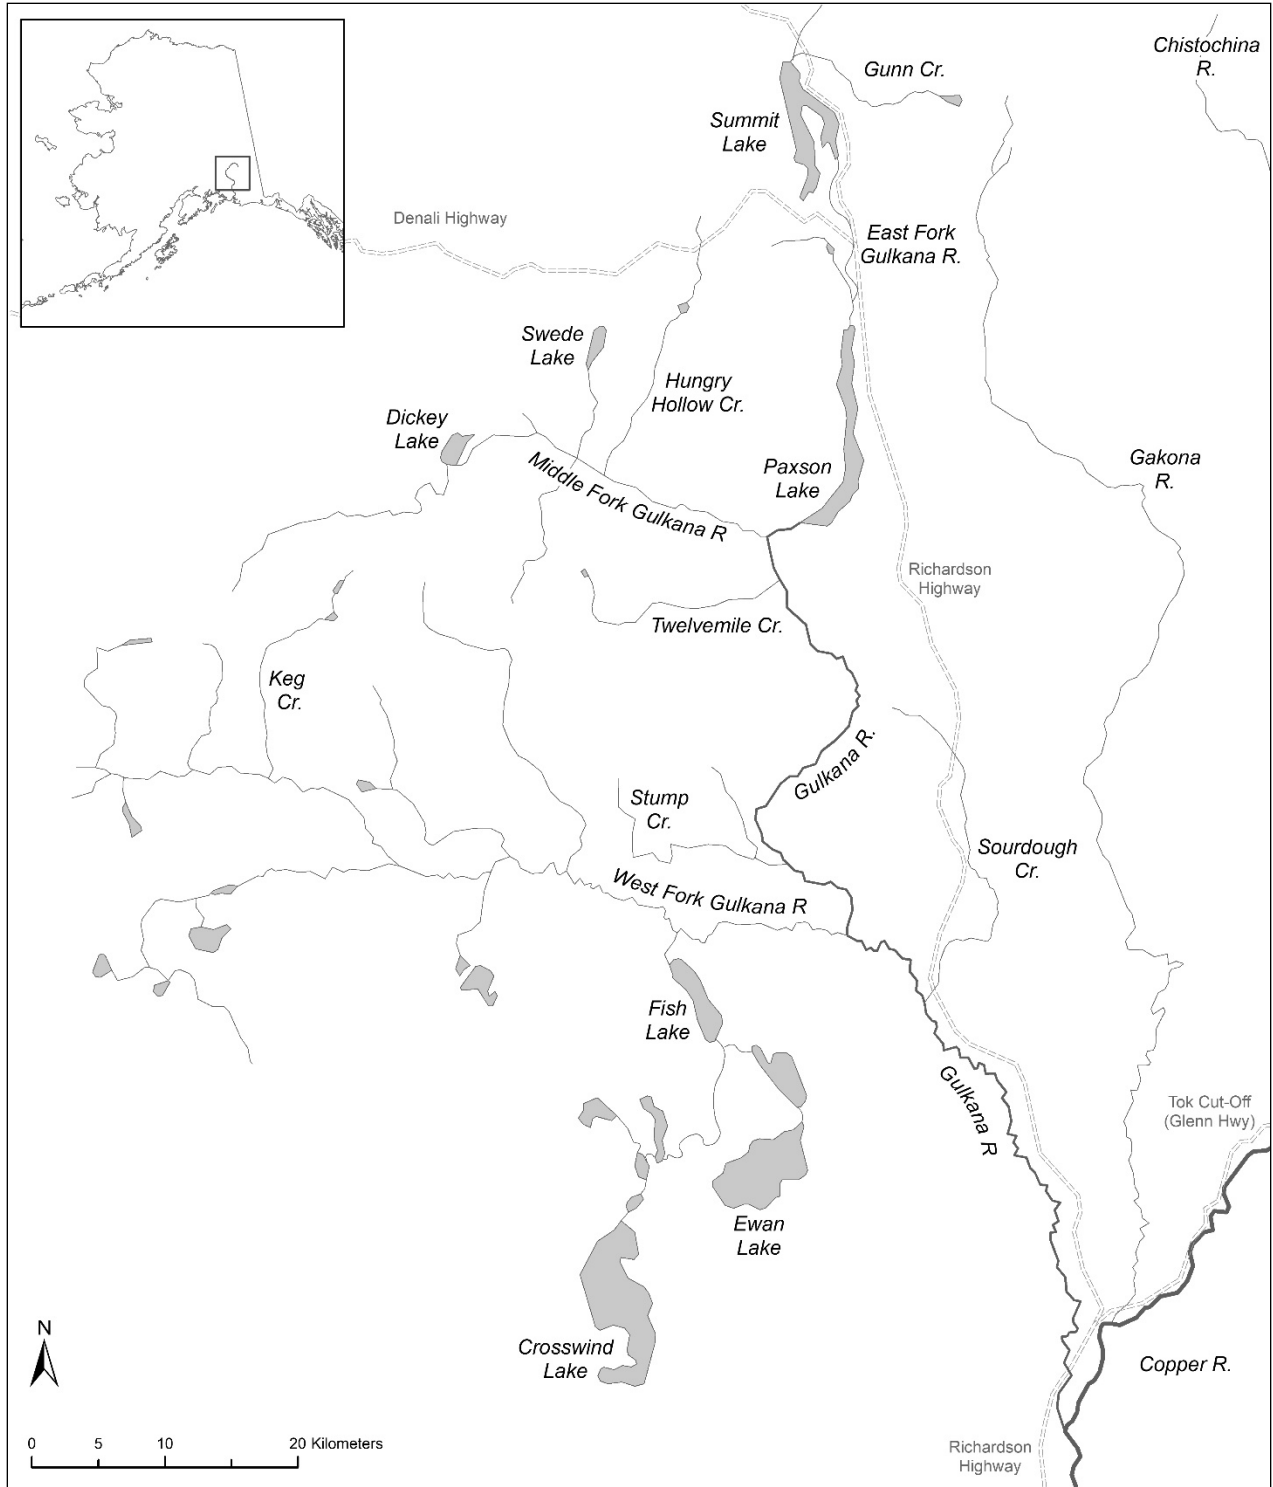 Chistochina
R.
Gunn Cr.
Summit
Lake
Denali Highway
East Fork
Gulkana R.
Swede
Lake
Hungry
Hollow Cr.
Dickey
Lake
Paxson
Lake
Gakona
R.
Middle Fork Gulkana R
Richardson
Highway
Twelvemile Cr.
Keg
Cr.
Gulkana R.
Stump
Cr.
Sourdough
Cr.
West Fork Gulkana R
Fish
Lake
Gulkana R
Tok Cut-Off
(Glenn Hwy)
Ewan
Lake
N
Crosswind
Lake
Copper R.
0 5 10 20 Kilometers
Richardson
Highway